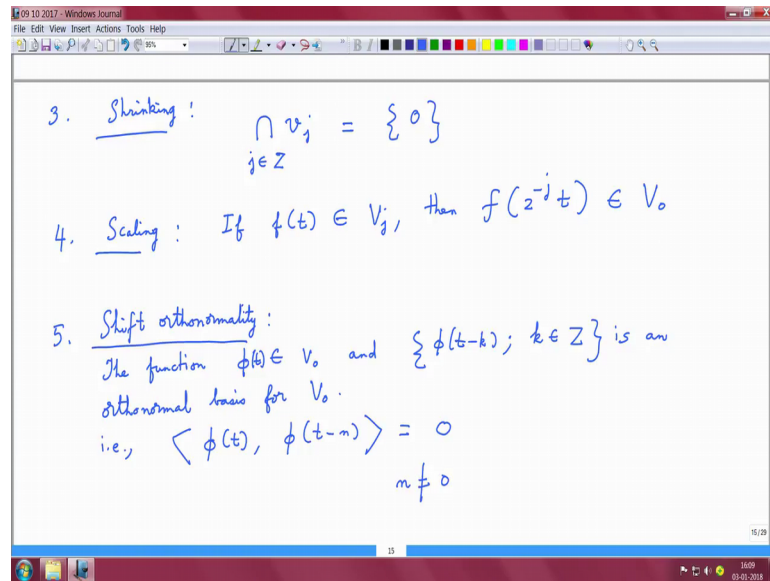 09 10 2017 - Windows Journal
File Edit View Insert Actions Tools Help
95%
B I
3. Shrinking :
∩ v_j = { 0 }
j ∈ Z
4. Scaling : If f(t) ∈ V_j, then f(2^{-j} t) ∈ V_0
5. Shift orthonormality :
The function ϕ(t) ∈ V_0 and { ϕ(t-k) ; k ∈ Z } is an
orthonormal basis for V_0 .
i.e., ⟨ ϕ(t), ϕ(t-n) ⟩ = 0
n ≠ 0
15/29
15
16:09
03-01-2018